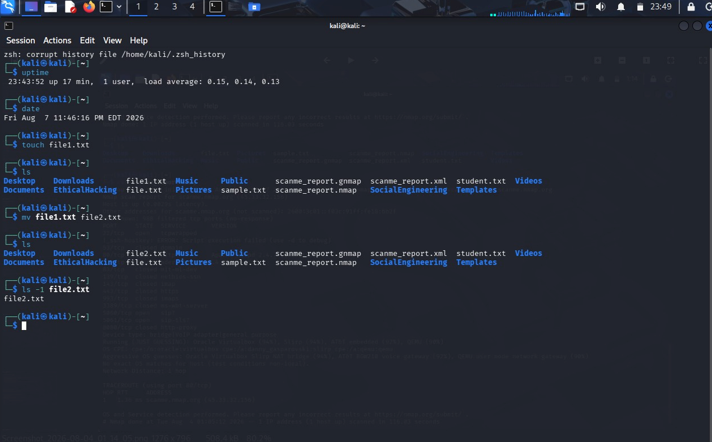 1 2 3 4 23:49
kali@kali: ~
Session Actions Edit View Help
zsh: corrupt history file /home/kali/.zsh_history
┌──(kali㉿kali)-[~]
└─$ uptime
23:43:52 up 17 min, 1 user, load average: 0.15, 0.14, 0.13
┌──(kali㉿kali)-[~]
└─$ date
Fri Aug 7 11:46:16 PM EDT 2026
┌──(kali㉿kali)-[~]
└─$ touch file1.txt
┌──(kali㉿kali)-[~]
└─$ ls
Desktop Downloads file1.txt Music Public scanme_report.gnmap scanme_report.xml student.txt Videos
Documents EthicalHacking file.txt Pictures sample.txt scanme_report.nmap SocialEngineering Templates
┌──(kali㉿kali)-[~]
└─$ mv file1.txt file2.txt
┌──(kali㉿kali)-[~]
└─$ ls
Desktop Downloads file2.txt Music Public scanme_report.gnmap scanme_report.xml student.txt Videos
Documents EthicalHacking file.txt Pictures sample.txt scanme_report.nmap SocialEngineering Templates
┌──(kali㉿kali)-[~]
└─$ ls -1 file2.txt
file2.txt
┌──(kali㉿kali)-[~]
└─$